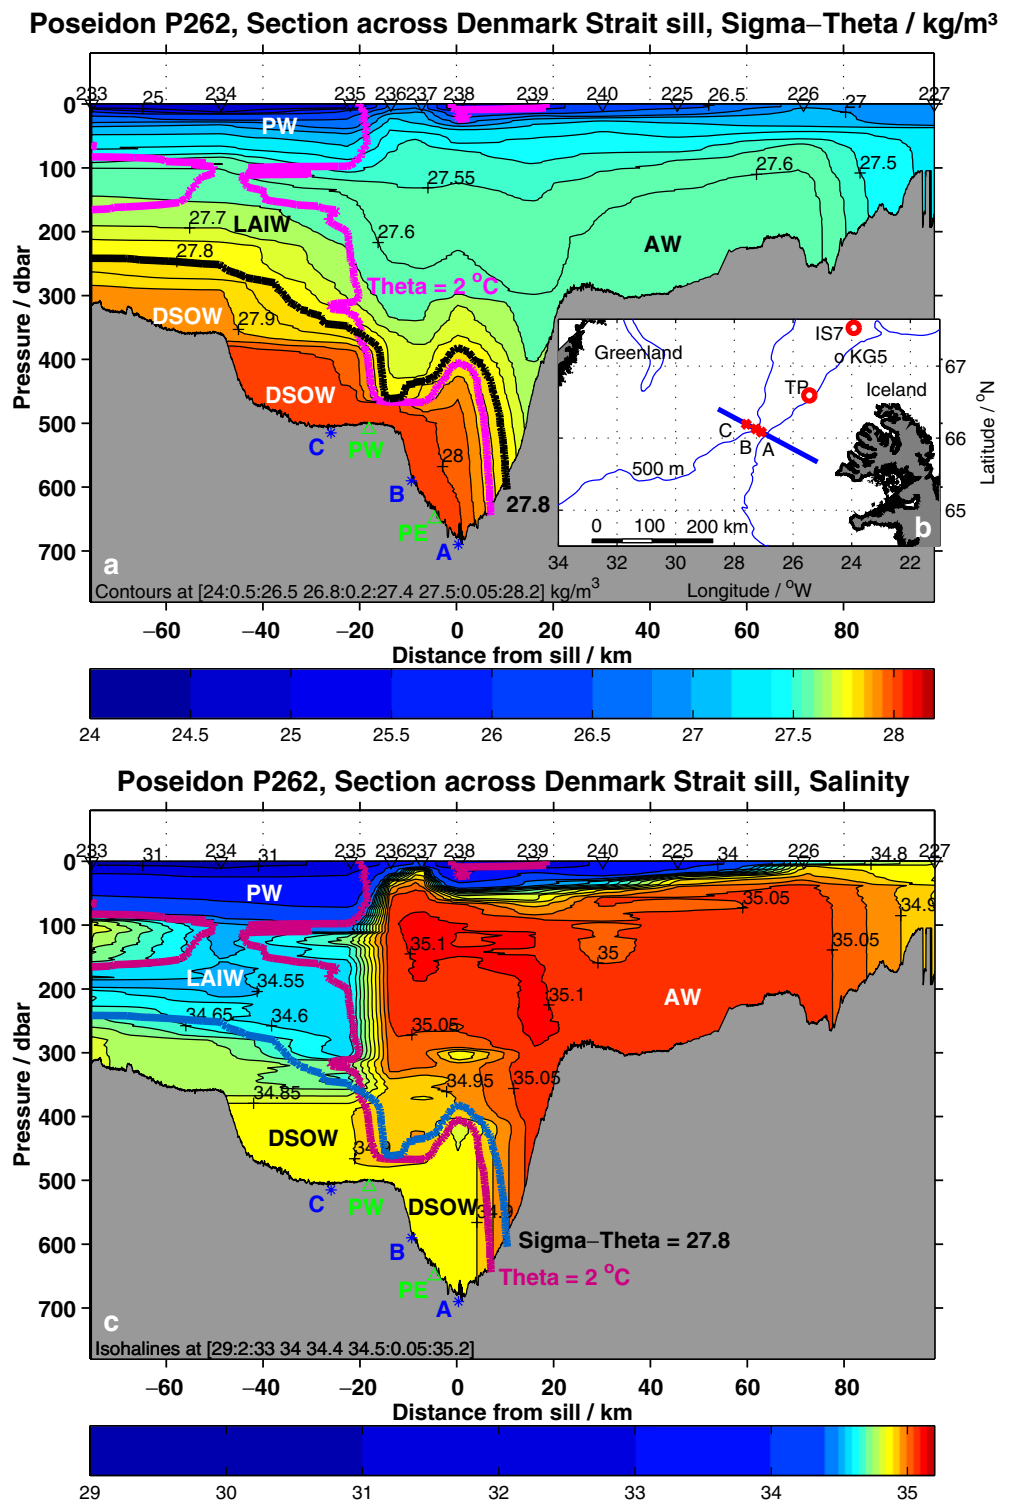 Poseidon P262, Section across Denmark Strait sill, Sigma−Theta / kg/m³
233 25 234 235 236 237 238 239 240 225 26.5 226 27 227
0
100
200
300
400
500
600
700
Pressure / dbar
PW
27.55
27.6
27.5
27.7
LAIW
27.6
AW
27.8
Theta = 2 °C
DSOW
27.9
DSOW
28
C
PW
B
PE
A
27.8
a
Contours at [24:0.5:26.5 26.8:0.2:27.4 27.5:0.05:28.2] kg/m³
IS7
KG5
Greenland
TP
Iceland
C
B
A
500 m
0 100 200 km
b
67
66
65
Latitude / °N
34 32 30 28 26 24 22
Longitude / °W
−60 −40 −20 0 20 40 60 80
Distance from sill / km
24 24.5 25 25.5 26 26.5 27 27.5 28
Poseidon P262, Section across Denmark Strait sill, Salinity
233 31 234 31 235 236 237 238 239 240 225 34 226 34.8 227
0
100
200
300
400
500
600
700
Pressure / dbar
PW
35.05
34.9
35.1
35
35.05
LAIW
34.55
AW
35.1
34.65
34.6
35.05
34.95
35.05
34.85
DSOW
34.9
DSOW
34.9
C
PW
B
PE
A
Sigma−Theta = 27.8
Theta = 2 °C
c
Isohalines at [29:2:33 34 34.4 34.5:0.05:35.2]
−60 −40 −20 0 20 40 60 80
Distance from sill / km
29 30 31 32 33 34 35